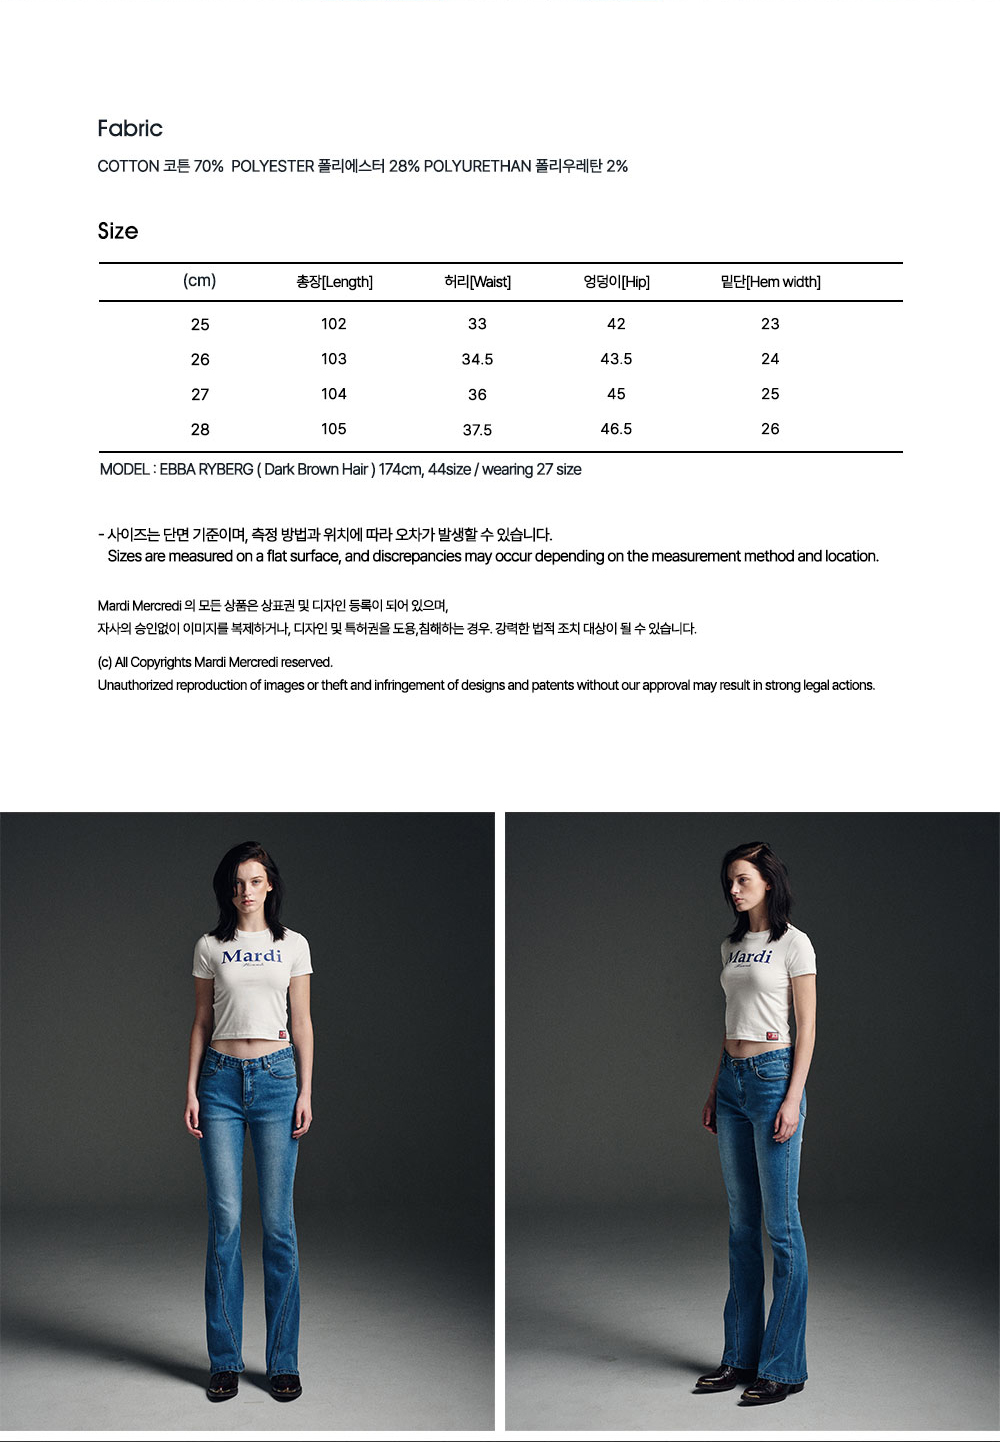 Fabric
COTTON 코튼 70% POLYESTER 폴리에스터 28% POLYURETHAN 폴리우레탄 2%
Size
(cm) 총장[Length] 허리[Waist] 엉덩이[Hip] 밑단[Hem width]
25 102 33 42 23
26 103 34.5 43.5 24
27 104 36 45 25
28 105 37.5 46.5 26
MODEL : EBBA RYBERG ( Dark Brown Hair ) 174cm, 44size / wearing 27 size
- 사이즈는 단면 기준이며, 측정 방법과 위치에 따라 오차가 발생할 수 있습니다.
Sizes are measured on a flat surface, and discrepancies may occur depending on the measurement method and location.
Mardi Mercredi 의 모든 상품은 상표권 및 디자인 등록이 되어 있으며,
자사의 승인없이 이미지를 복제하거나, 디자인 및 특허권을 도용,침해하는 경우. 강력한 법적 조치 대상이 될 수 있습니다.
(c) All Copyrights Mardi Mercredi reserved.
Unauthorized reproduction of images or theft and infringement of designs and patents without our approval may result in strong legal actions.
Mardi
Mardi